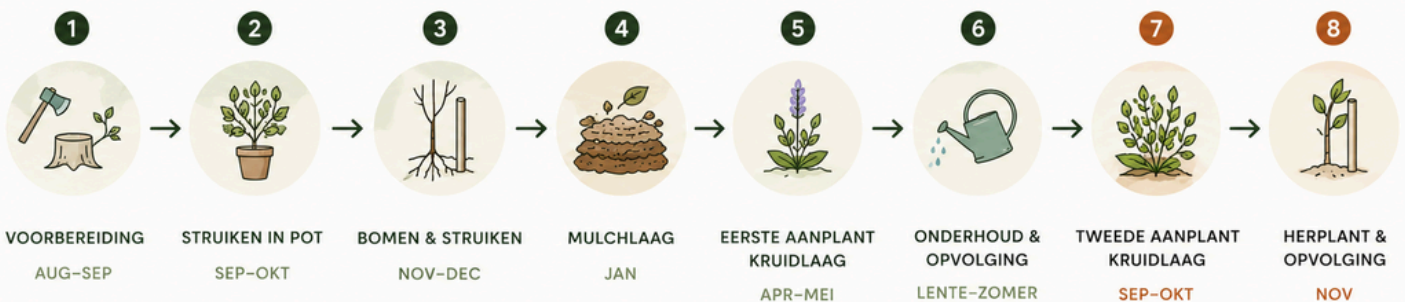 1
2
3
4
5
6
7
8
VOORBEREIDING
AUG–SEP
STRUIKEN IN POT
SEP–OKT
BOMEN & STRUIKEN
NOV–DEC
MULCHLAAG
JAN
EERSTE AANPLANT
KRUIDLAAG
APR–MEI
ONDERHOUD &
OPVOLGING
LENTE–ZOMER
TWEEDE AANPLANT
KRUIDLAAG
SEP–OKT
HERPLANT &
OPVOLGING
NOV